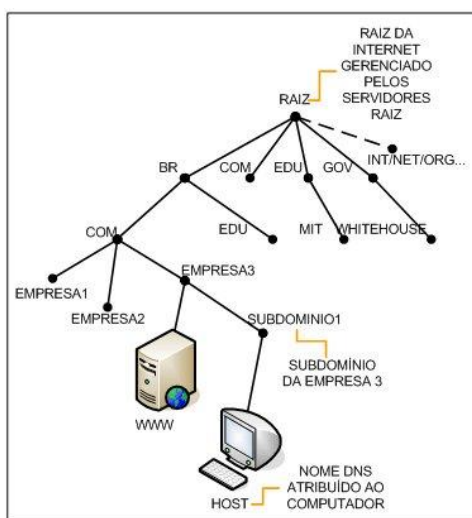 RAIZ DA
INTERNET
GERENCIADO
PELOS
SERVIDORES
RAIZ
RAIZ
INT/NET/ORG...
BR
COM
EDU
GOV
COM
EDU
MIT
WHITEHOUSE
EMPRESA1
EMPRESA2
EMPRESA3
SUBDOMINIO1
SUBDOMÍNIO
DA EMPRESA 3
WWW
NOME DNS
ATRIBUÍDO AO
COMPUTADOR
HOST